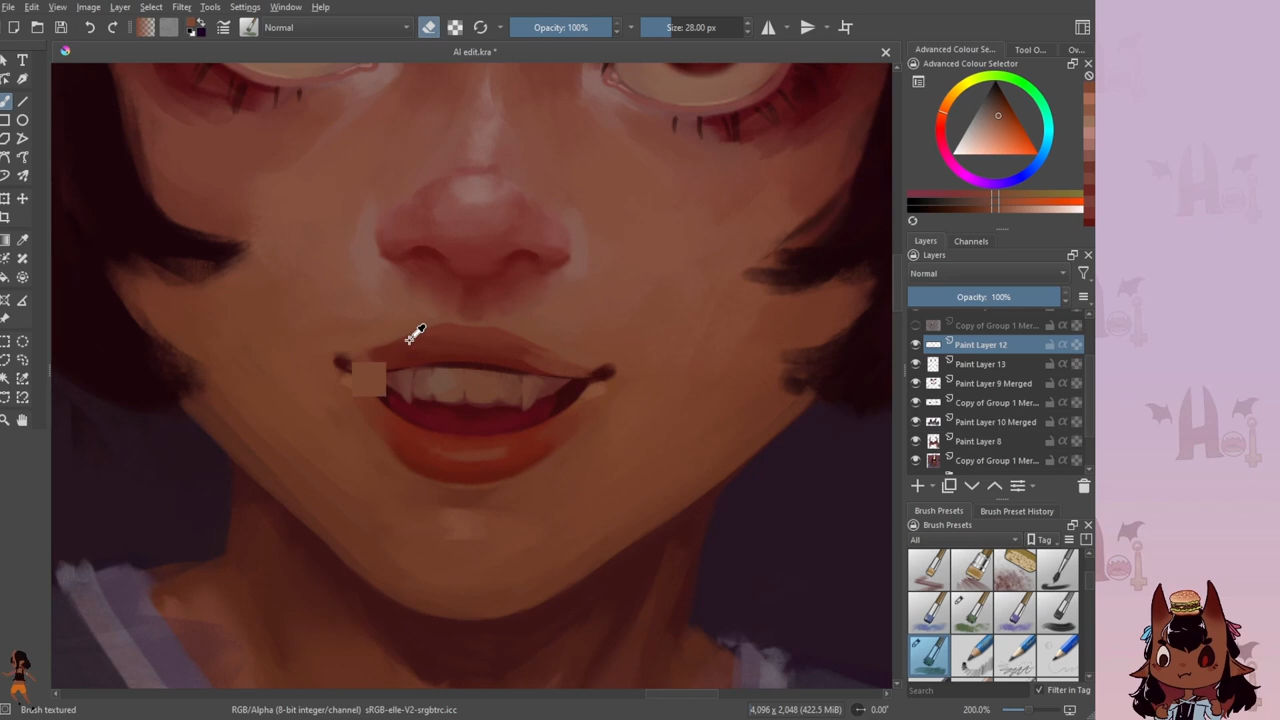 File Edit View Image Layer Select Filter Tools Settings Window Help
Normal
Opacity: 100%
Size: 28.00 px
AI edit.kra *
Advanced Colour Se...
Tool O...
Ov...
Advanced Colour Selector
Layers
Channels
Layers
Normal
Opacity: 100%
Copy of Group 1 Mer...
Paint Layer 12
Paint Layer 13
Paint Layer 9 Merged
Copy of Group 1 Mer...
Paint Layer 10 Merged
Paint Layer 8
Copy of Group 1 Mer...
Brush Presets
Brush Preset History
Brush Presets
All
Tag
Search
Filter in Tag
Brush textured
RGB/Alpha (8-bit integer/channel) sRGB-elle-V2-srgbtrc.icc
4,096 x 2,048 (422.5 MiB)
0.00°
200.0%